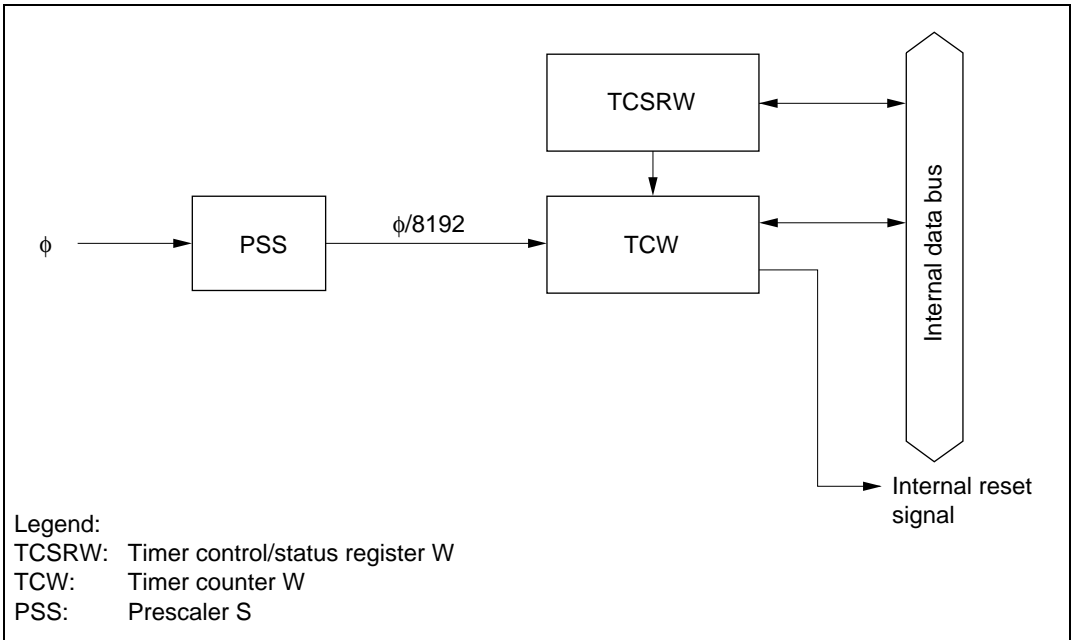 TCSRW
φ
PSS
φ/8192
TCW
Internal data bus
Internal reset
signal
Legend:
TCSRW: Timer control/status register W
TCW: Timer counter W
PSS: Prescaler S